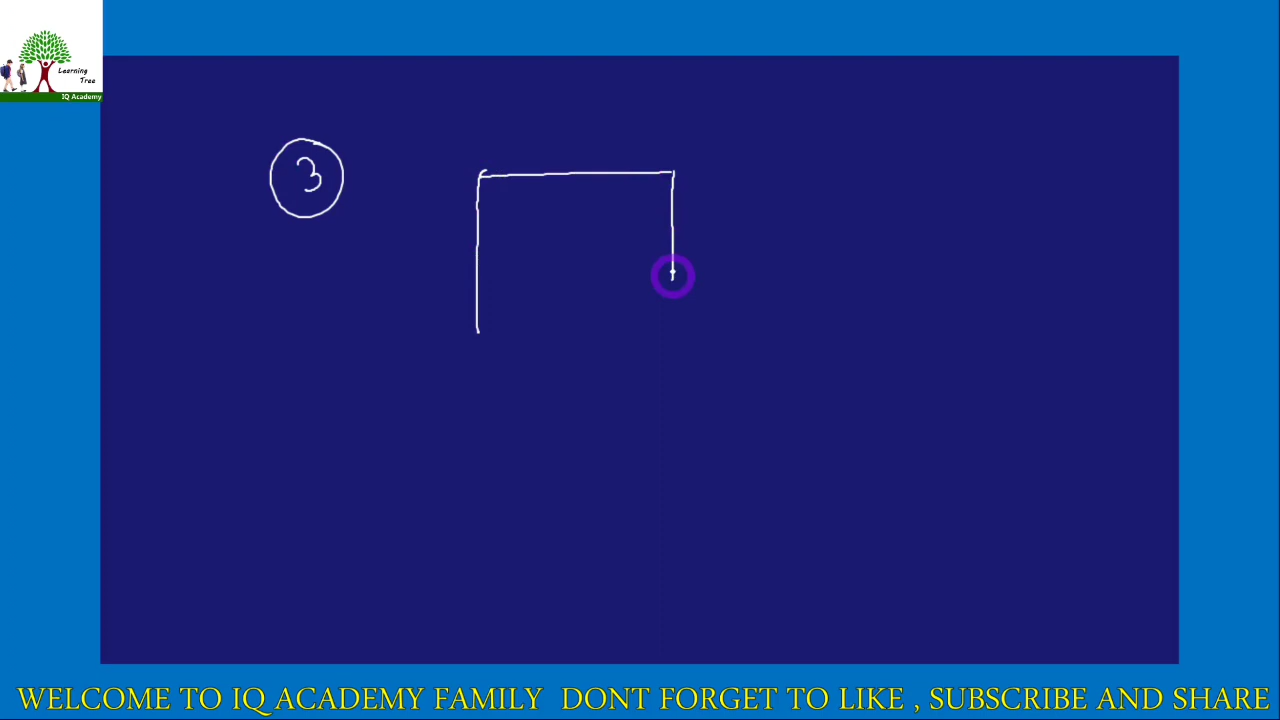 Learning
Tree
IQ Academy
3
WELCOME TO IQ ACADEMY FAMILY DONT FORGET TO LIKE , SUBSCRIBE AND SHARE